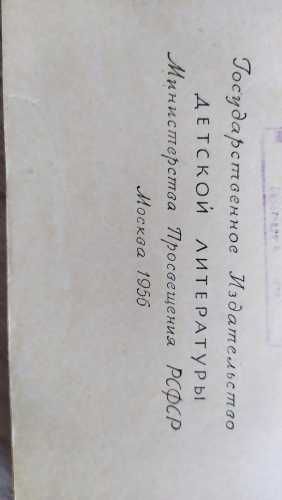 Государственное Издательство
ДЕТСКОЙ ЛИТЕРАТУРЫ
Министерства Просвещения РСФСР
Москва 1956